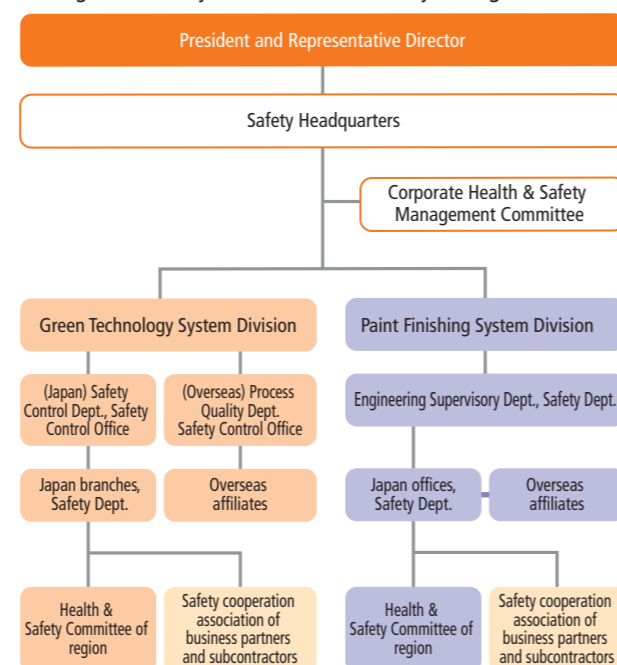 President and Representative Director
Safety Headquarters
Corporate Health & Safety
Management Committee
Green Technology System Division
Paint Finishing System Division
(Japan) Safety
Control Dept., Safety
Control Office
(Overseas) Process
Quality Dept.
Safety Control Office
Engineering Supervisory Dept., Safety Dept.
Japan branches,
Safety Dept.
Overseas
affiliates
Japan offices,
Safety Dept.
Overseas
affiliates
Health &
Safety Committee of
region
Safety cooperation
association of
business partners
and subcontractors
Health &
Safety Committee of
region
Safety cooperation
association of
business partners
and subcontractors